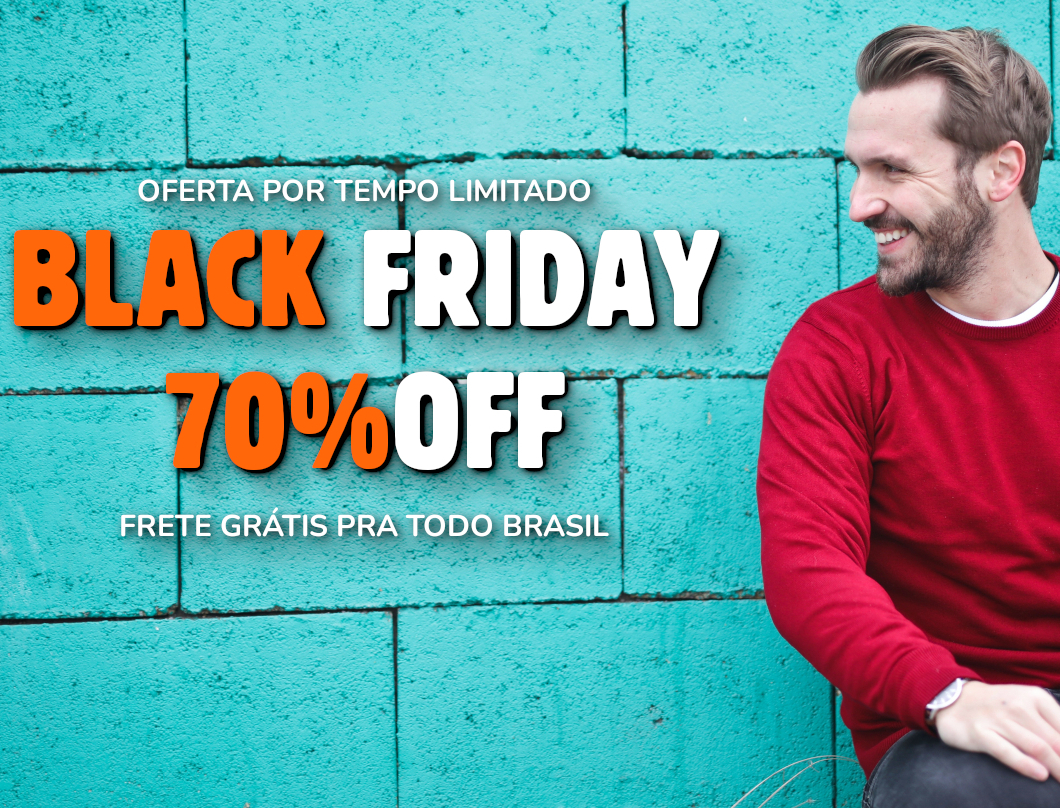 OFERTA POR TEMPO LIMITADO
BLACK FRIDAY
70%OFF
FRETE GRÁTIS PRA TODO BRASIL